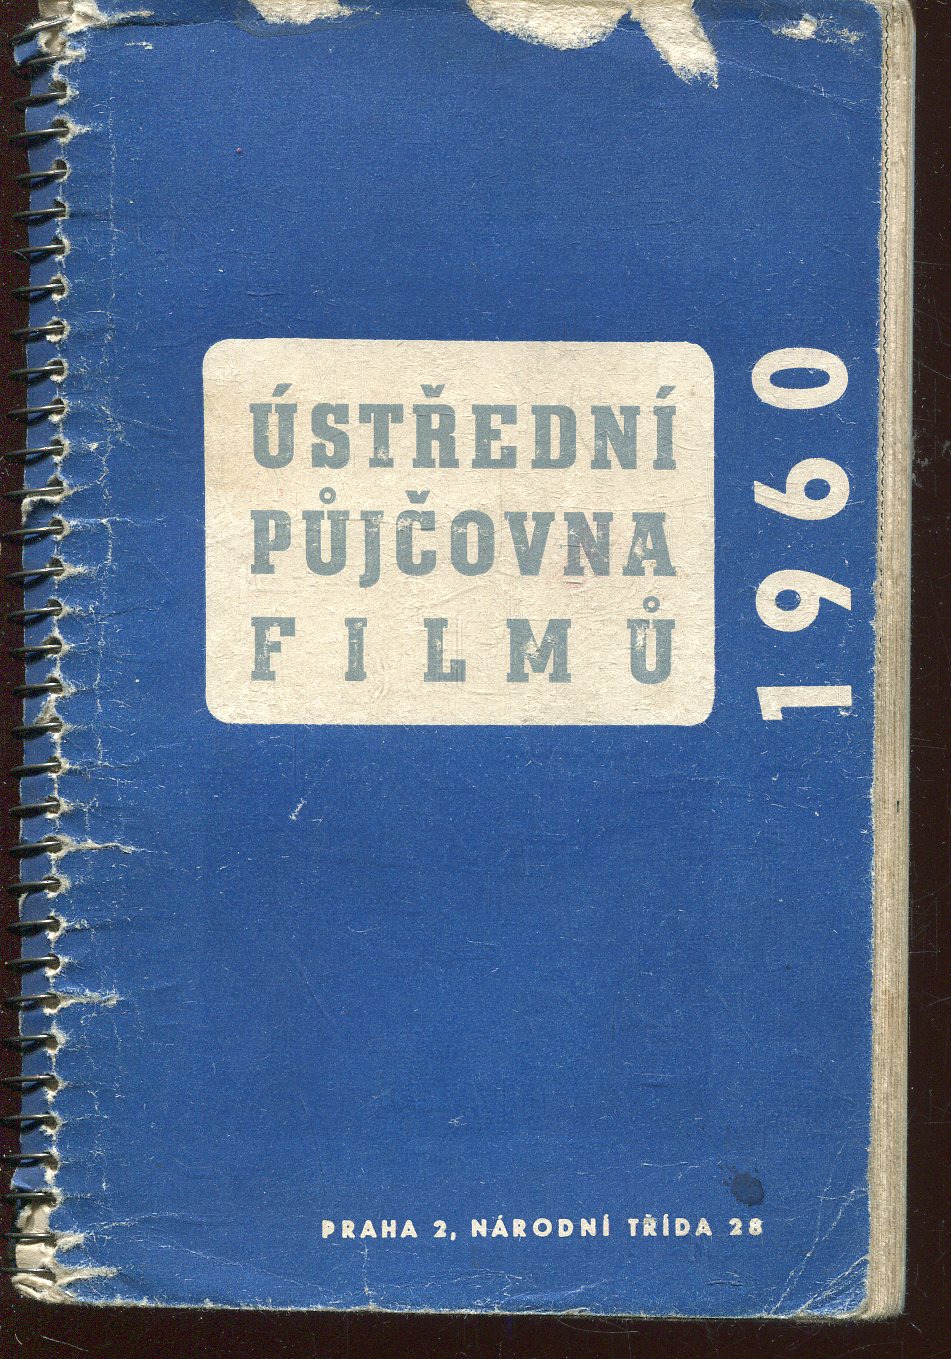 ÚSTŘEDNÍ
PŮJČOVNA
FILMŮ
1960
PRAHA 2, NÁRODNÍ TŘÍDA 28